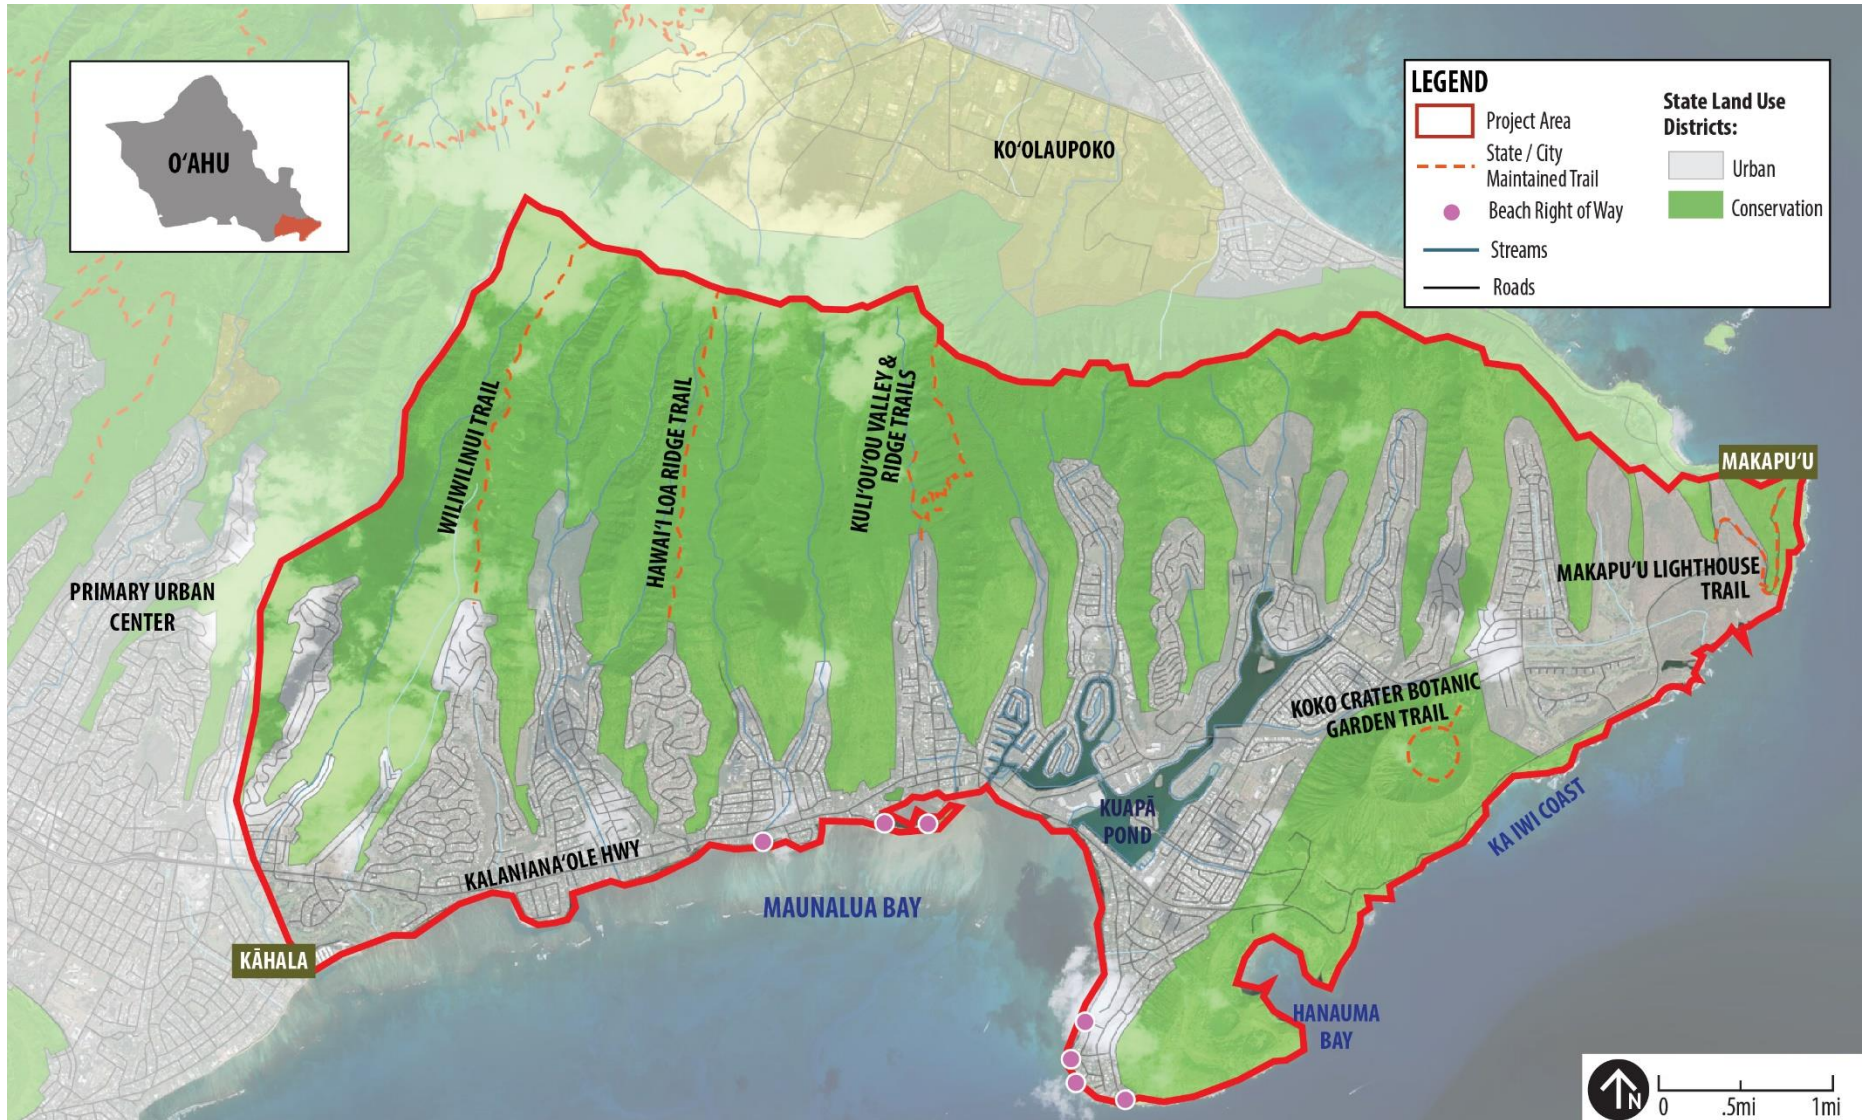 O‘AHU
KO‘OLAUPOKO
LEGEND
Project Area
State / City
Maintained Trail
Beach Right of Way
Streams
Roads
State Land Use
Districts:
Urban
Conservation
WILIWILINUI TRAIL
HAWAI‘I LOA RIDGE TRAIL
KULI‘OU‘OU VALLEY &
RIDGE TRAILS
MAKAPU‘U
MAKAPU‘U LIGHTHOUSE
TRAIL
PRIMARY URBAN
CENTER
KOKO CRATER BOTANIC
GARDEN TRAIL
KUAPĀ
POND
KA IWI COAST
KALANIANA‘OLE HWY
MAUNALUA BAY
KĀHALA
HANAUMA
BAY
N
0 .5mi 1mi